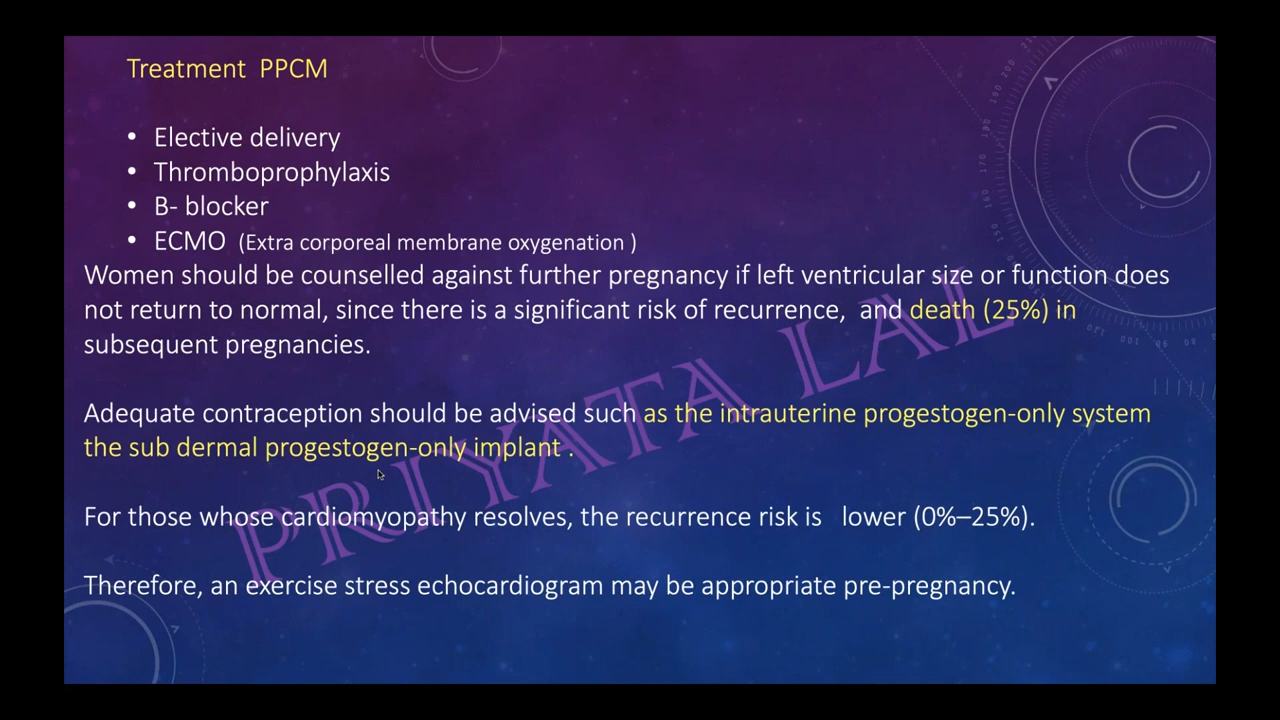 Treatment PPCM
• Elective delivery
• Thromboprophylaxis
• B- blocker
• ECMO (Extra corporeal membrane oxygenation )
Women should be counselled against further pregnancy if left ventricular size or function does
not return to normal, since there is a significant risk of recurrence, and death (25%) in
subsequent pregnancies.
Adequate contraception should be advised such as the intrauterine progestogen-only system
the sub dermal progestogen-only implant .
For those whose cardiomyopathy resolves, the recurrence risk is lower (0%–25%).
Therefore, an exercise stress echocardiogram may be appropriate pre-pregnancy.
PRIYATA LAL